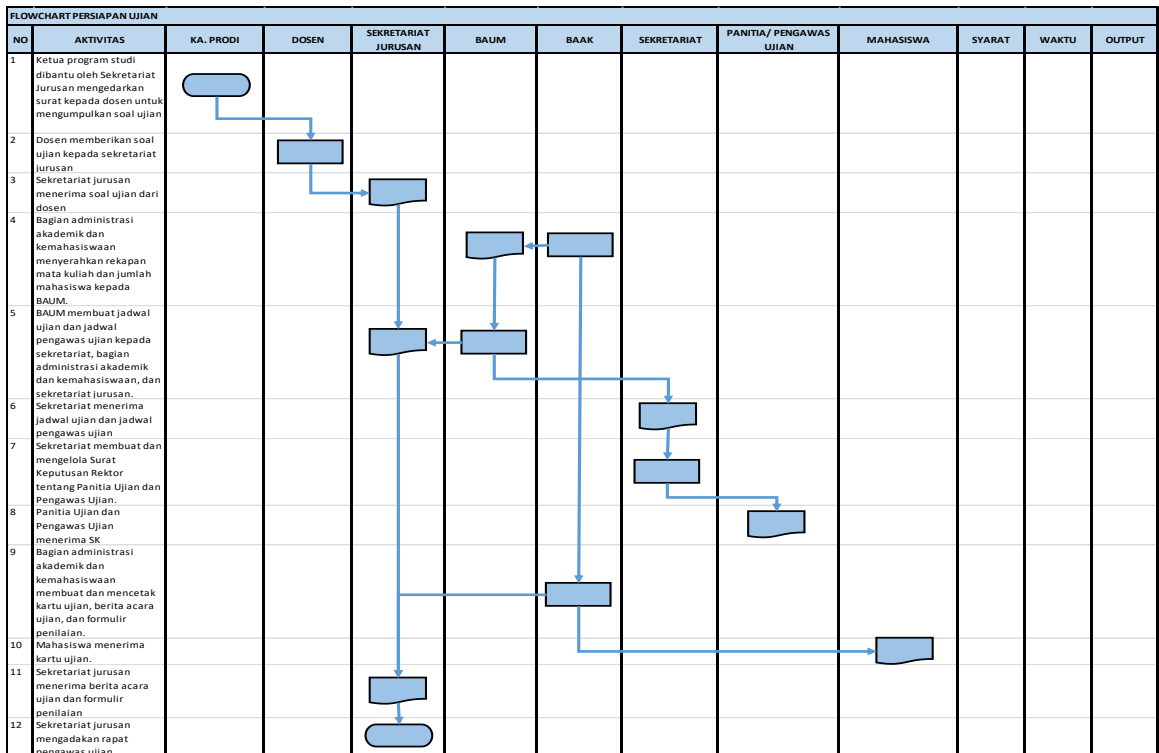 FLOWCHART PERSIAPAN UJIAN
NO AKTIVITAS KA. PRODI DOSEN SEKRETARIAT JURUSAN BAUM BAAK SEKRETARIAT PANITIA/ PENGAWAS UJIAN MAHASISWA SYARAT WAKTU OUTPUT
1 Ketua program studi
dibantu oleh Sekretariat
Jurusan mengedarkan
surat kepada dosen untuk
mengumpulkan soal ujian
2 Dosen memberikan soal
ujian kepada sekretariat
jurusan
3 Sekretariat jurusan
menerima soal ujian dari
dosen
4 Bagian administrasi
akademik dan
kemahasiswaan
menyerahkan rekapan
mata kuliah dan jumlah
mahasiswa kepada
BAUM.
5 BAUM membuat jadwal
ujian dan jadwal
pengawas ujian kepada
sekretariat, bagian
administrasi akademik
dan kemahasiswaan, dan
sekretariat jurusan.
6 Sekretariat menerima
jadwal ujian dan jadwal
pengawas ujian
7 Sekretariat membuat dan
mengelola Surat
Keputusan Rektor
tentang Panitia Ujian dan
Pengawas Ujian.
8 Panitia Ujian dan
Pengawas Ujian
menerima SK
9 Bagian administrasi
akademik dan
kemahasiswaan
membuat dan mencetak
kartu ujian, berita acara
ujian, dan formulir
penilaian.
10 Mahasiswa menerima
kartu ujian.
11 Sekretariat jurusan
menerima berita acara
ujian dan formulir
penilaian
12 Sekretariat jurusan
mengadakan rapat
pengawas ujian